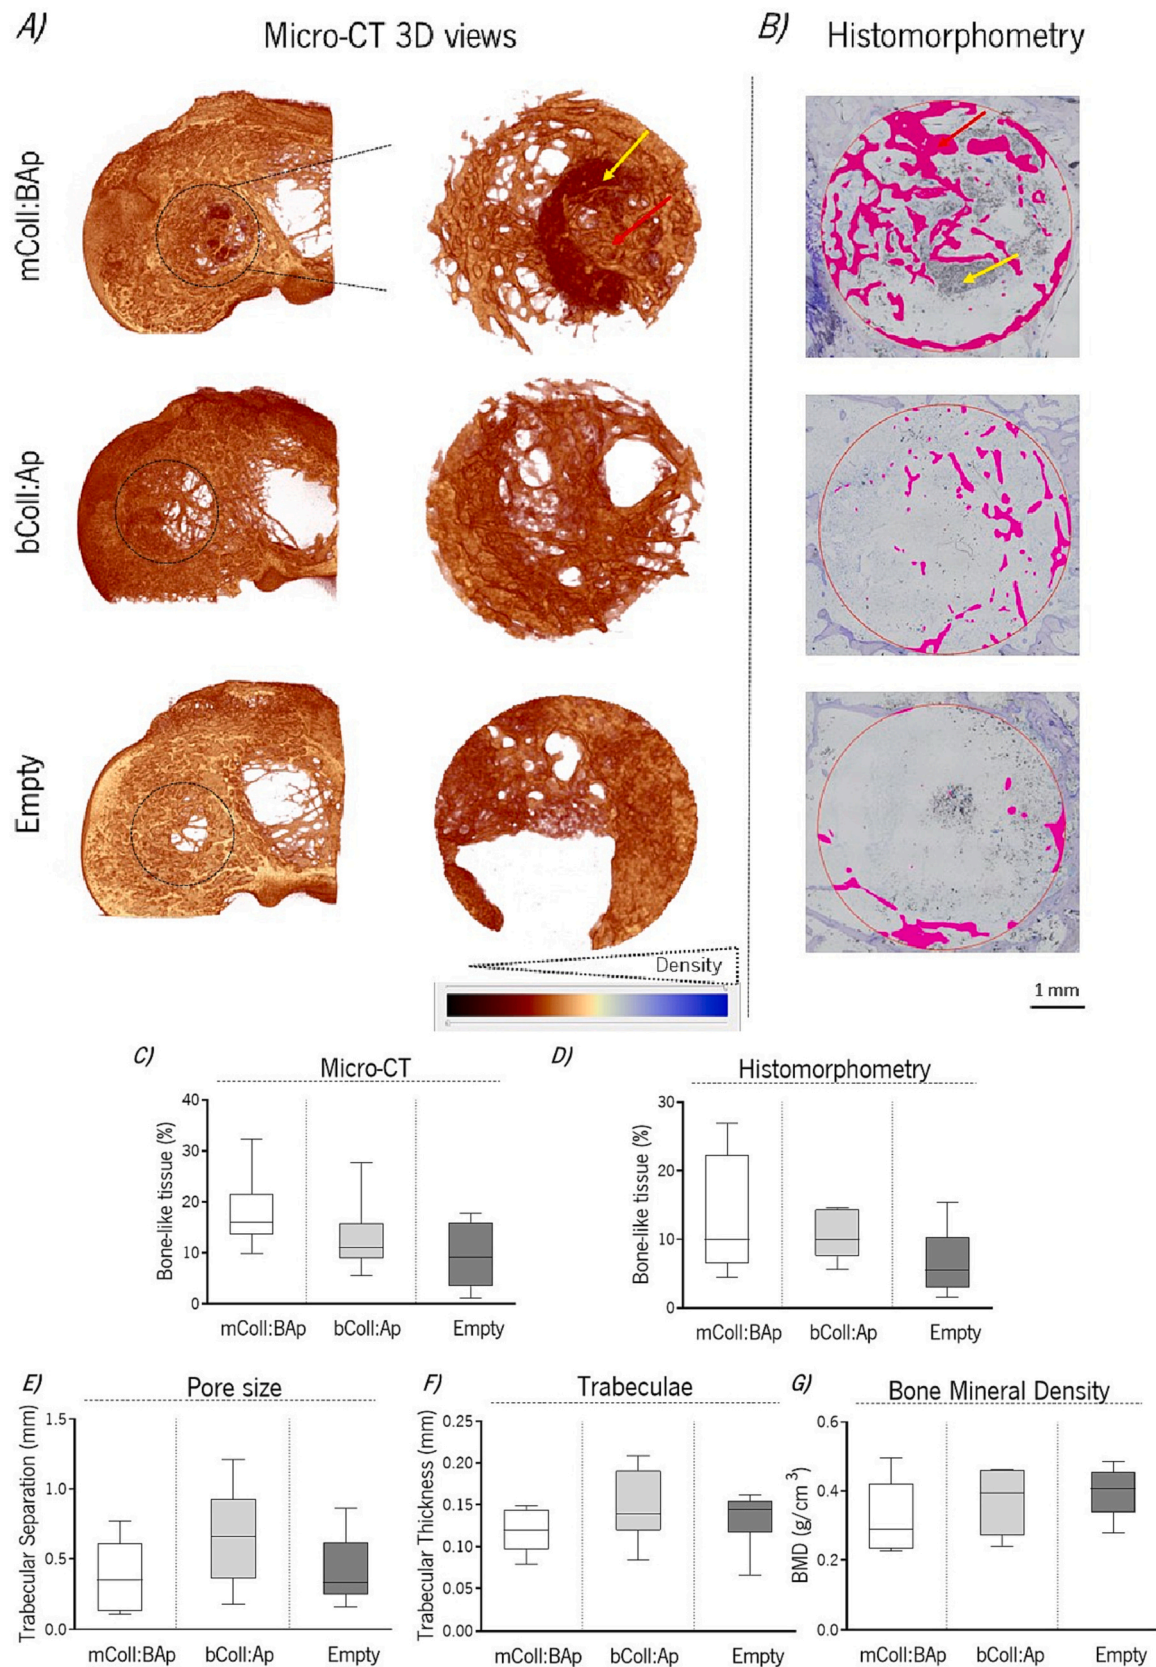 A) Micro-CT 3D views B) Histomorphometry
mColl:BAp
bColl:Ap
Empty
Density
1 mm
C) Micro-CT
Bone-like tissue (%)
40
30
20
10
0
mColl:BAp bColl:Ap Empty
D) Histomorphometry
Bone-like tissue (%)
30
20
10
0
mColl:BAp bColl:Ap Empty
E) Pore size
Trabecular Separation (mm)
1.5
1.0
0.5
0.0
mColl:BAp bColl:Ap Empty
F) Trabeculae
Trabecular Thickness (mm)
0.25
0.20
0.15
0.10
0.05
0.00
mColl:BAp bColl:Ap Empty
G) Bone Mineral Density
BMD (g/cm³)
0.6
0.4
0.2
0.0
mColl:BAp bColl:Ap Empty